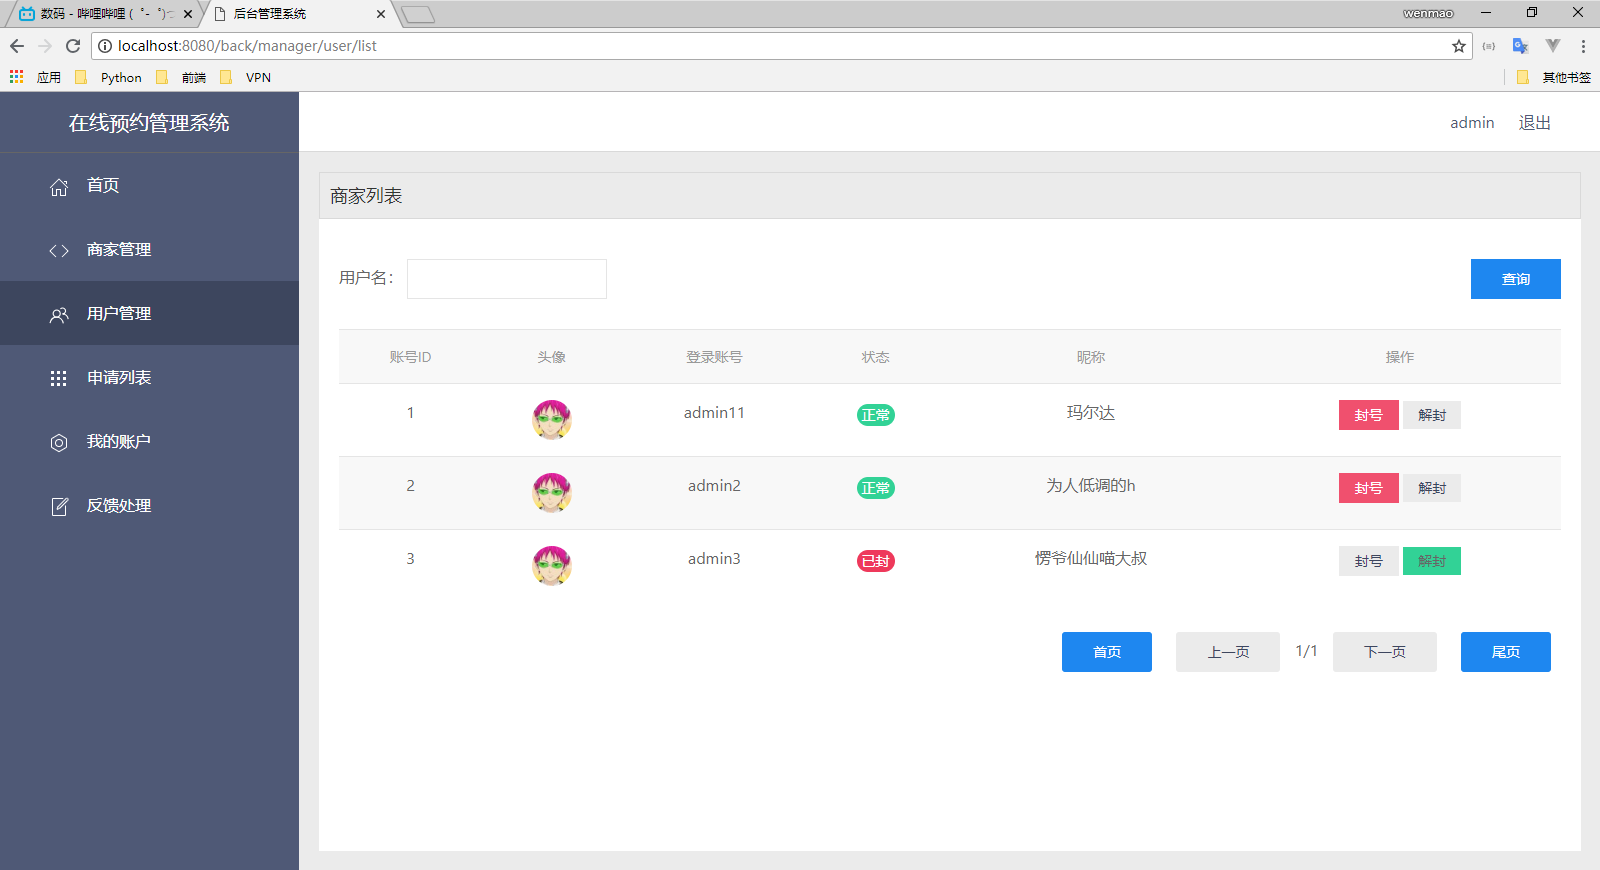 数码 - 哔哩哔哩 ( ゜- ゜)つ
后台管理系统
wenmao
localhost:8080/back/manager/user/list
应用 Python 前端 VPN 其他书签
在线预约管理系统
admin 退出
首页
商家管理
用户管理
申请列表
我的账户
反馈处理
商家列表
用户名： 查询
账号ID 头像 登录账号 状态 昵称 操作
1 admin11 正常 玛尔达 封号 解封
2 admin2 正常 为人低调的h 封号 解封
3 admin3 已封 愣爷仙仙喵大叔 封号 解封
首页 上一页 1/1 下一页 尾页